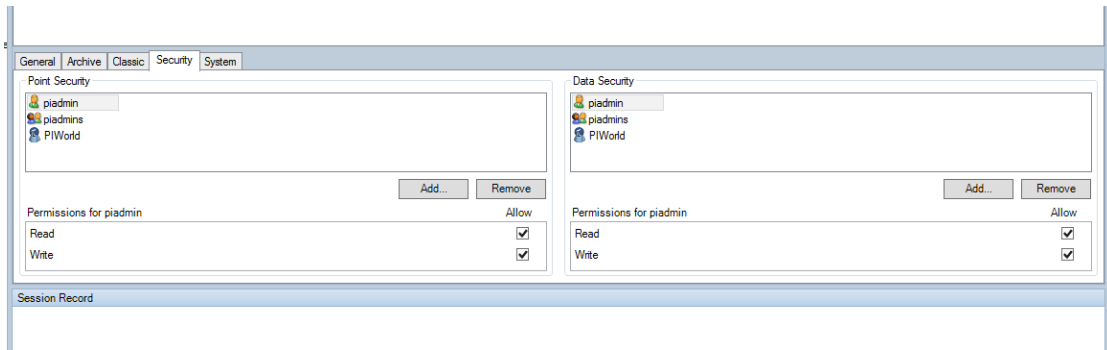 General Archive Classic Security System
Point Security
piadmin
piadmins
PIWorld
Add... Remove
Permissions for piadmin Allow
Read
Write
Data Security
piadmin
piadmins
PIWorld
Add... Remove
Permissions for piadmin Allow
Read
Write
Session Record